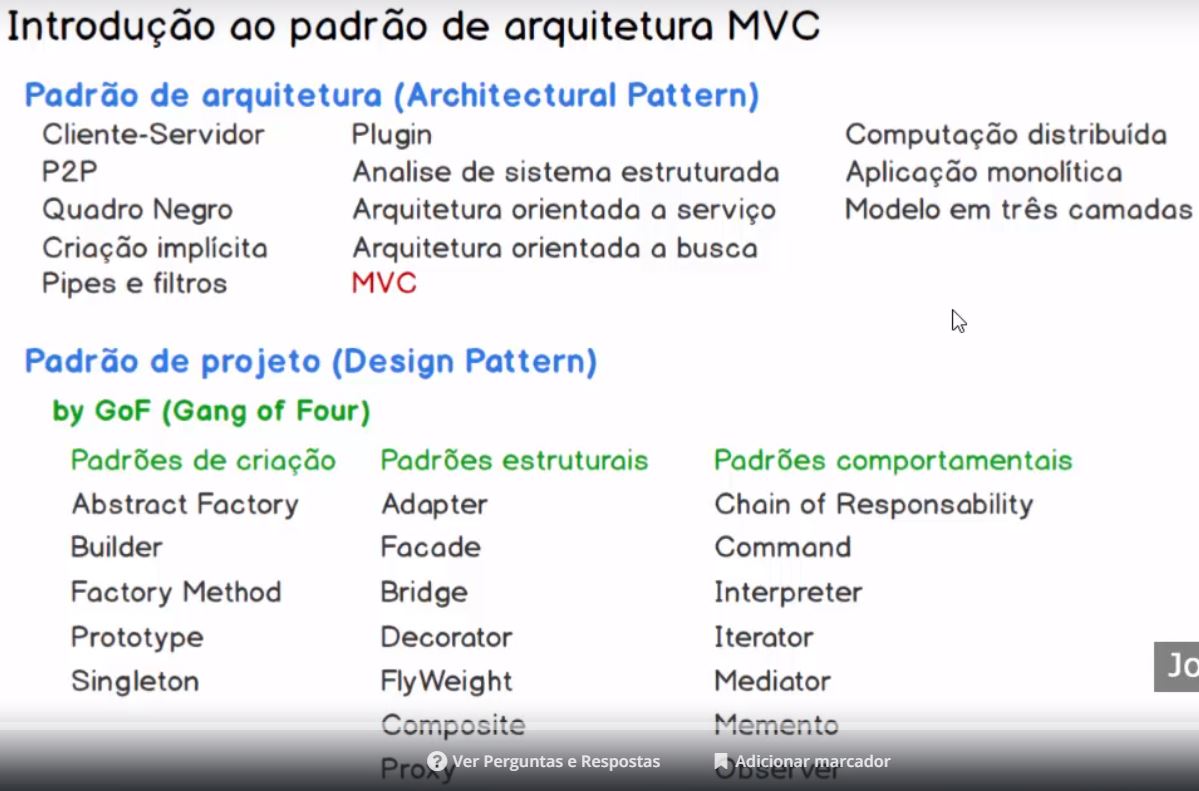 Introdução ao padrão de arquitetura MVC
Padrão de arquitetura (Architectural Pattern)
Cliente-Servidor
P2P
Quadro Negro
Criação implícita
Pipes e filtros
Plugin
Analise de sistema estruturada
Arquitetura orientada a serviço
Arquitetura orientada a busca
MVC
Computação distribuída
Aplicação monolítica
Modelo em três camadas
Padrão de projeto (Design Pattern)
by GoF (Gang of Four)
Padrões de criação
Abstract Factory
Builder
Factory Method
Prototype
Singleton
Padrões estruturais
Adapter
Facade
Bridge
Decorator
FlyWeight
Composite
Proxy
Padrões comportamentais
Chain of Responsability
Command
Interpreter
Iterator
Mediator
Memento
Observer
Jo
? Ver Perguntas e Respostas
Adicionar marcador